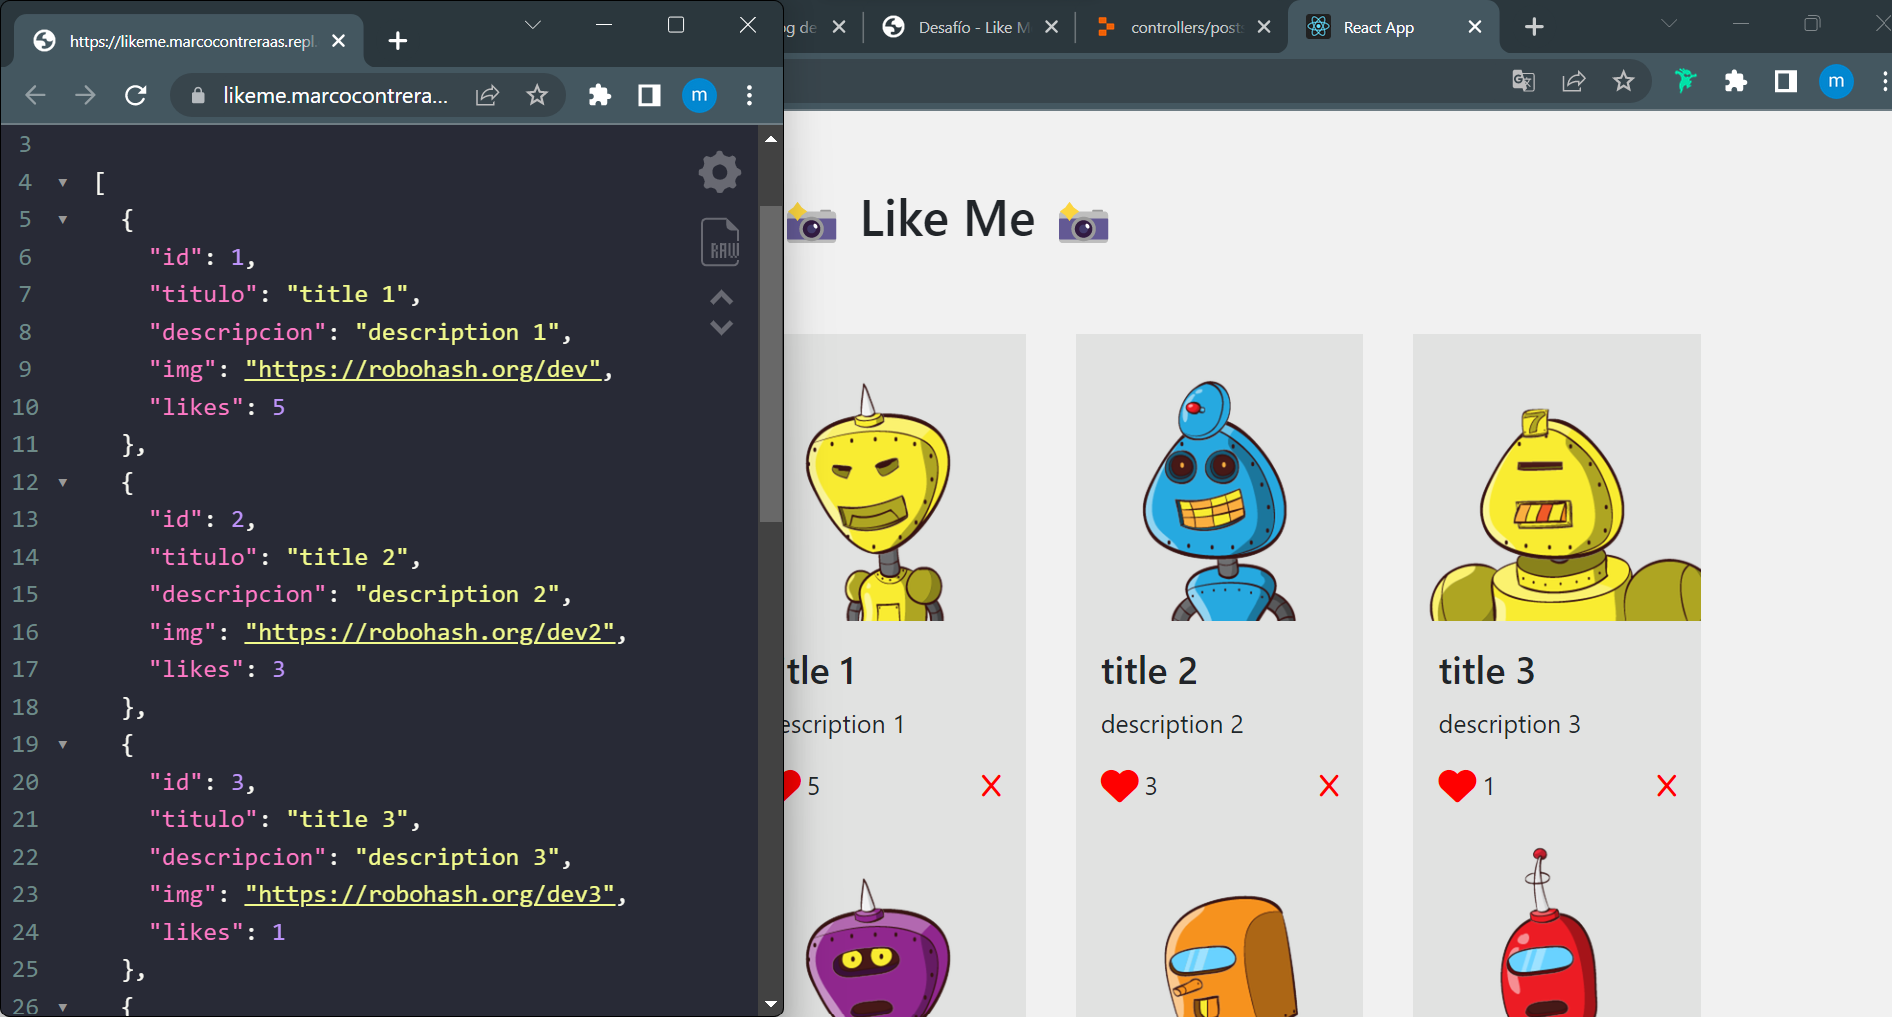 https://likeme.marcocontreraas.repl.
likeme.marcocontrera...
m
3
4 [
5 {
6 "id": 1,
7 "titulo": "title 1",
8 "descripcion": "description 1",
9 "img": "https://robohash.org/dev",
10 "likes": 5
11 },
12 {
13 "id": 2,
14 "titulo": "title 2",
15 "descripcion": "description 2",
16 "img": "https://robohash.org/dev2",
17 "likes": 3
18 },
19 {
20 "id": 3,
21 "titulo": "title 3",
22 "descripcion": "description 3",
23 "img": "https://robohash.org/dev3",
24 "likes": 1
25 },
26 {
RAW
og de
Desafío - Like M
controllers/posts
React App
m
Like Me
7
tle 1
title 2
title 3
escription 1
description 2
description 3
5
3
1